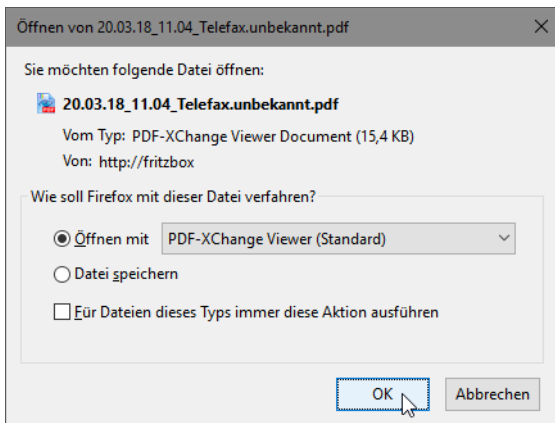 Öffnen von 20.03.18_11.04_Telefax.unbekannt.pdf
Sie möchten folgende Datei öffnen:
20.03.18_11.04_Telefax.unbekannt.pdf
Vom Typ: PDF-XChange Viewer Document (15,4 KB)
Von: http://fritzbox
Wie soll Firefox mit dieser Datei verfahren?
Öffnen mit PDF-XChange Viewer (Standard)
Datei speichern
Für Dateien dieses Typs immer diese Aktion ausführen
OK Abbrechen